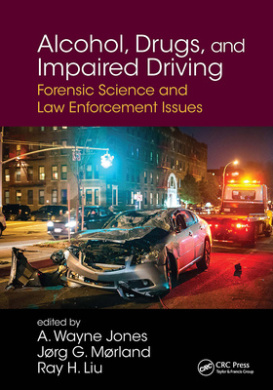 Alcohol, Drugs, and
Impaired Driving
Forensic Science and
Law Enforcement Issues
edited by
A. Wayne Jones
Jørg G. Mørland
Ray H. Liu
CRC Press
Taylor & Francis Group